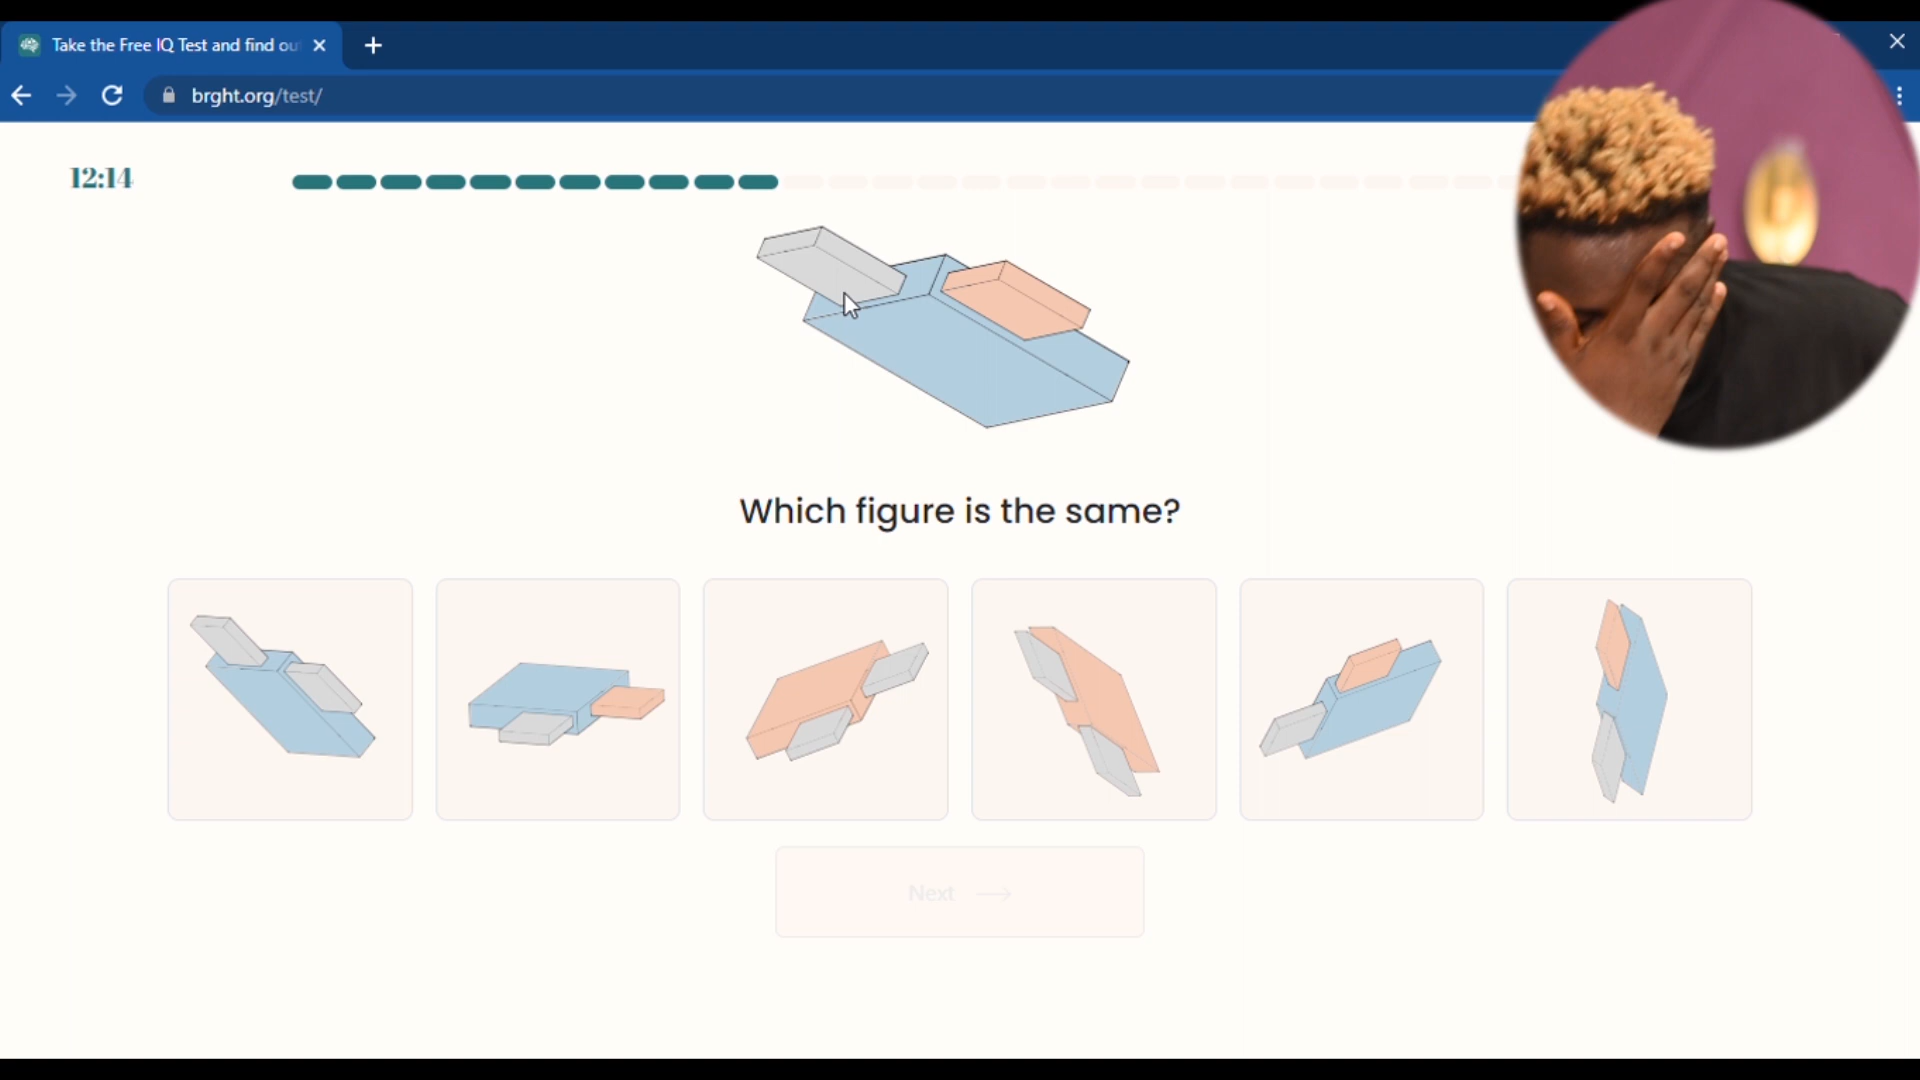 Take the Free IQ Test and find ou
brght.org/test/
12:14
Which figure is the same?
Next